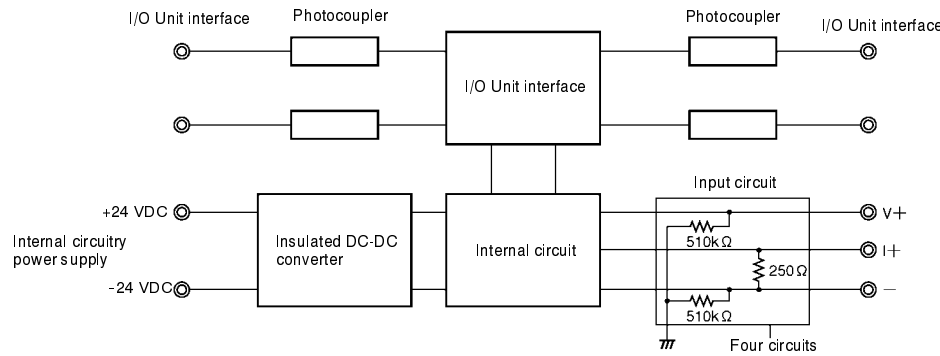 I/O Unit interface
Photocoupler
Photocoupler
I/O Unit interface
I/O Unit interface
Input circuit
+24 VDC
Internal circuitry
power supply
-24 VDC
Insulated DC-DC
converter
Internal circuit
510kΩ
250Ω
510kΩ
V+
I+
−
Four circuits